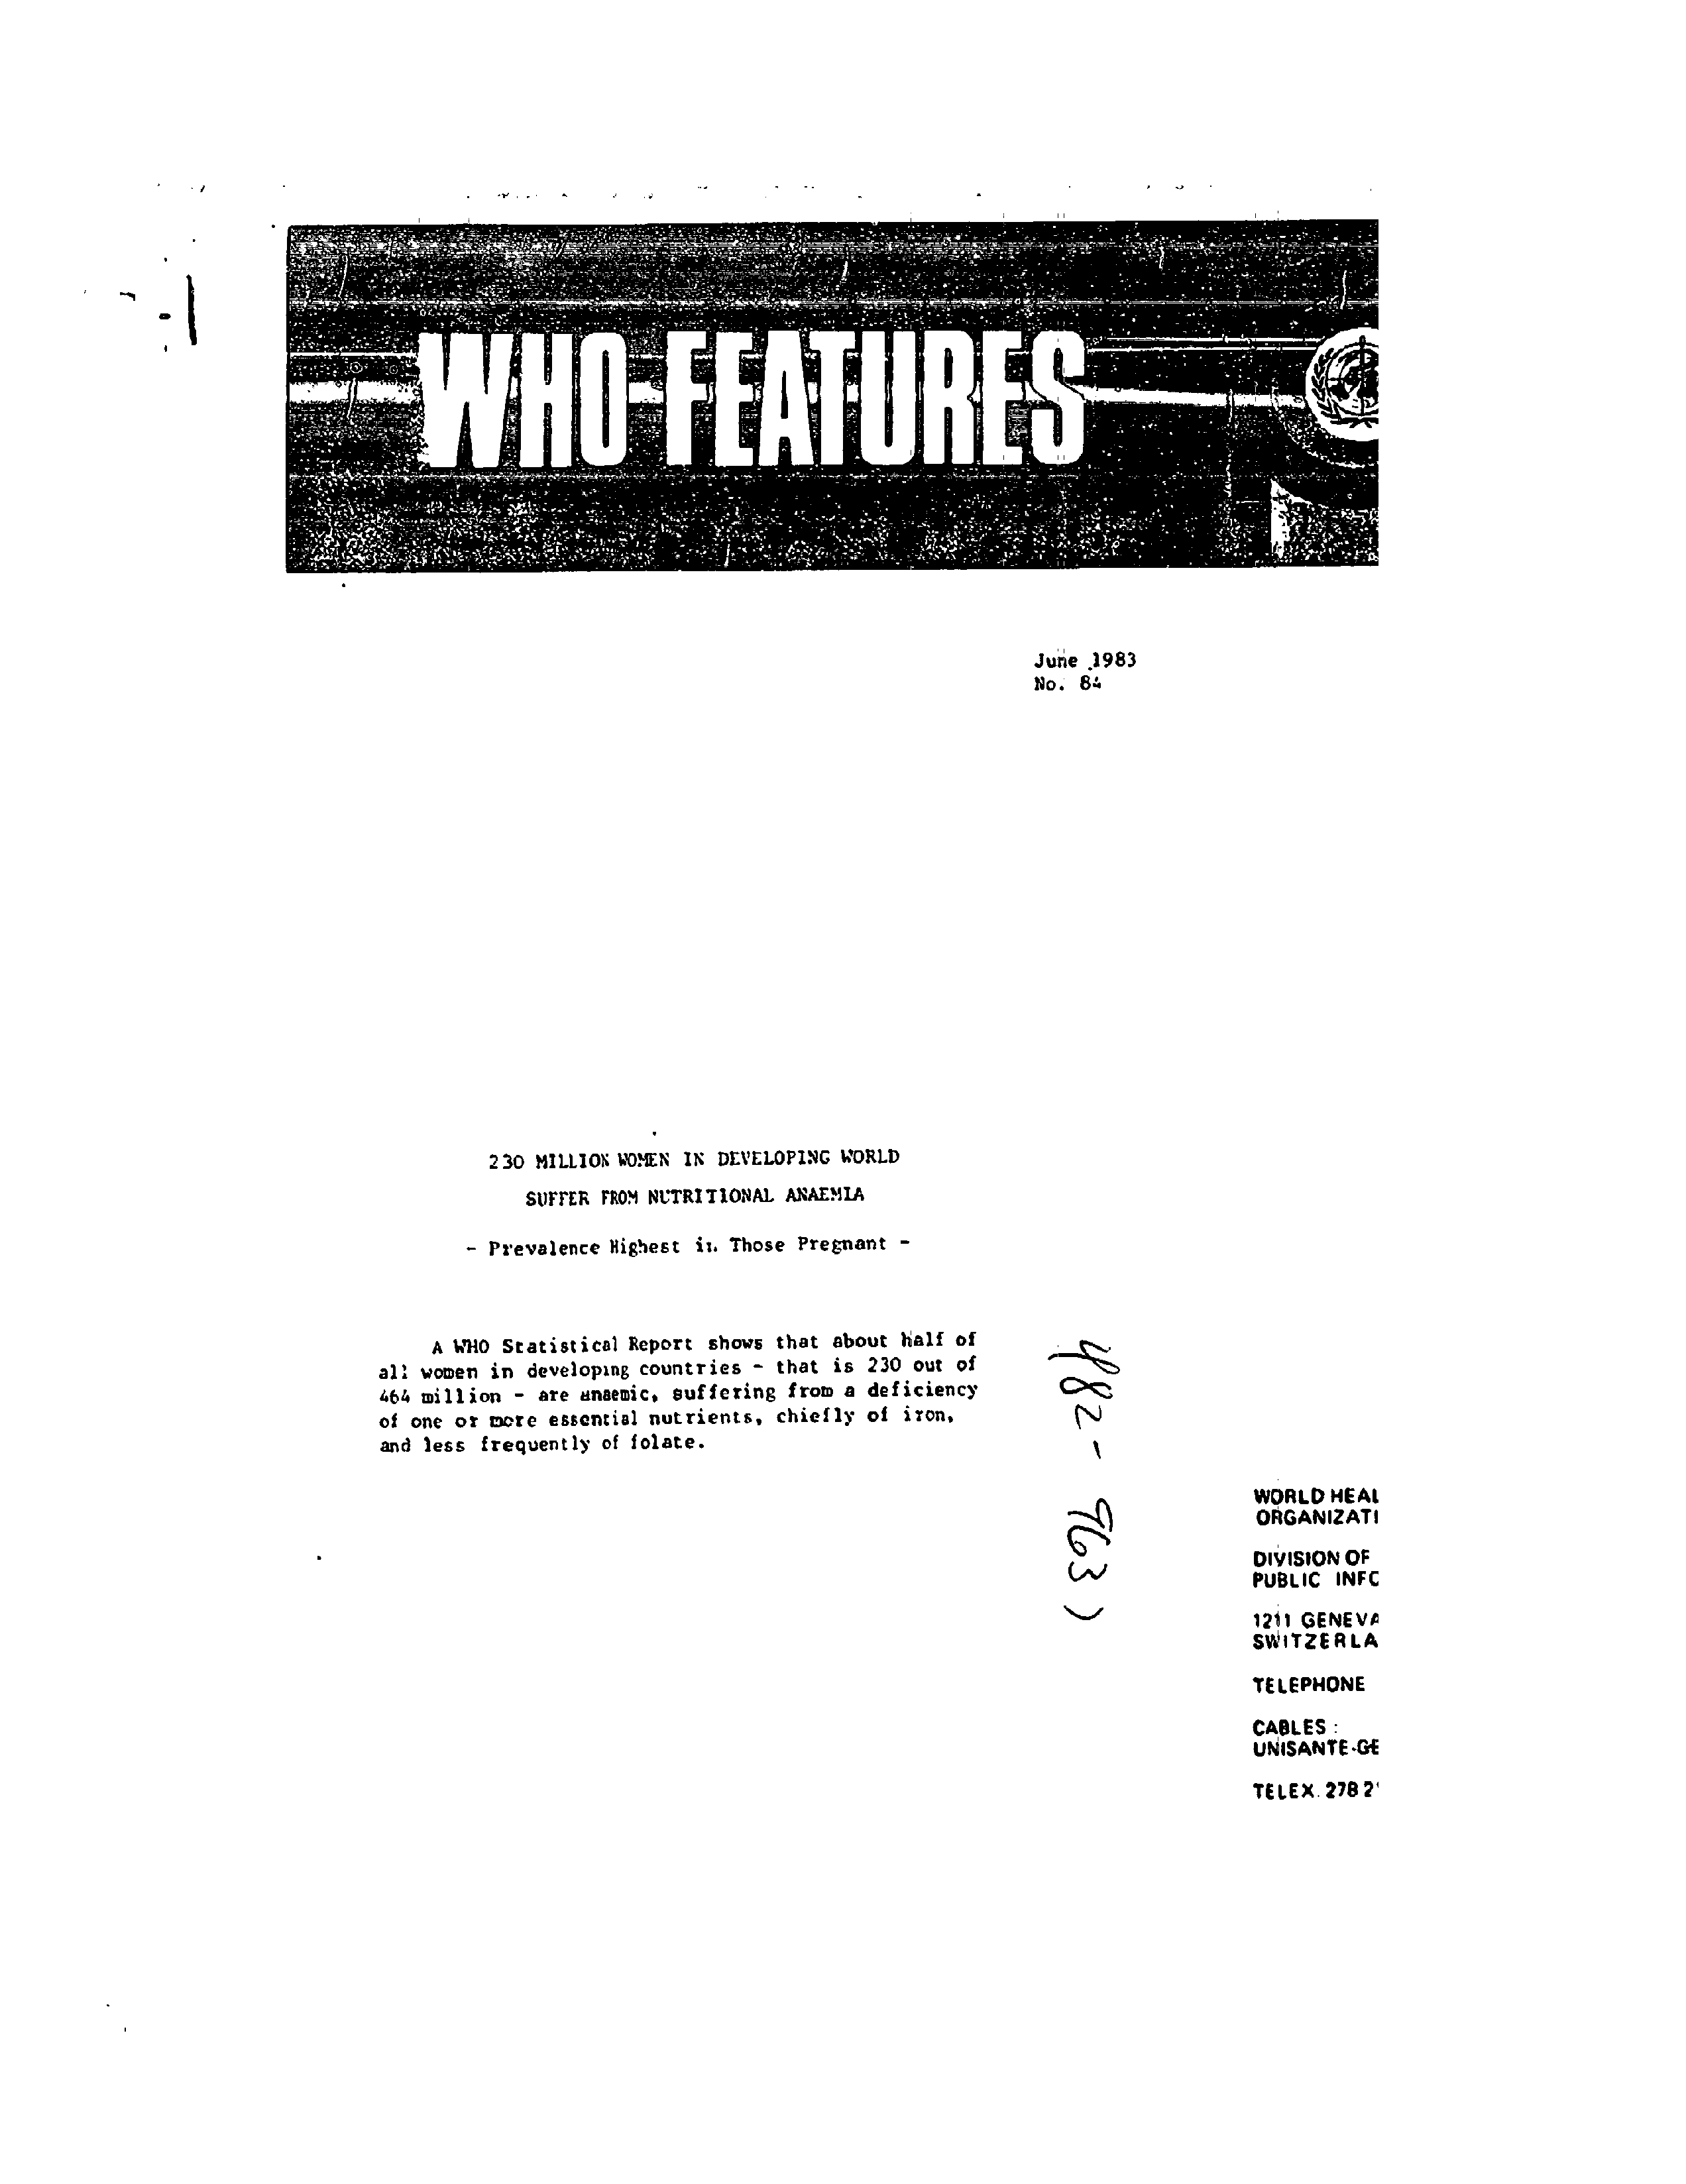 WHO FEATURES
June 1983
No. 84
230 MILLION WOMEN IN DEVELOPING WORLD
SUFFER FROM NUTRITIONAL ANAEMIA
- Prevalence Highest in Those Pregnant -
A WHO Statistical Report shows that about half of
all women in developing countries - that is 230 out of
464 million - are anaemic, suffering from a deficiency
of one or more essential nutrients, chiefly of iron,
and less frequently of folate.
(482-963)
WORLD HEAL
ORGANIZATI
DIVISION OF
PUBLIC INFO
1211 GENEVA
SWITZERLA
TELEPHONE
CABLES :
UNISANTE-GE
TELEX. 278 2